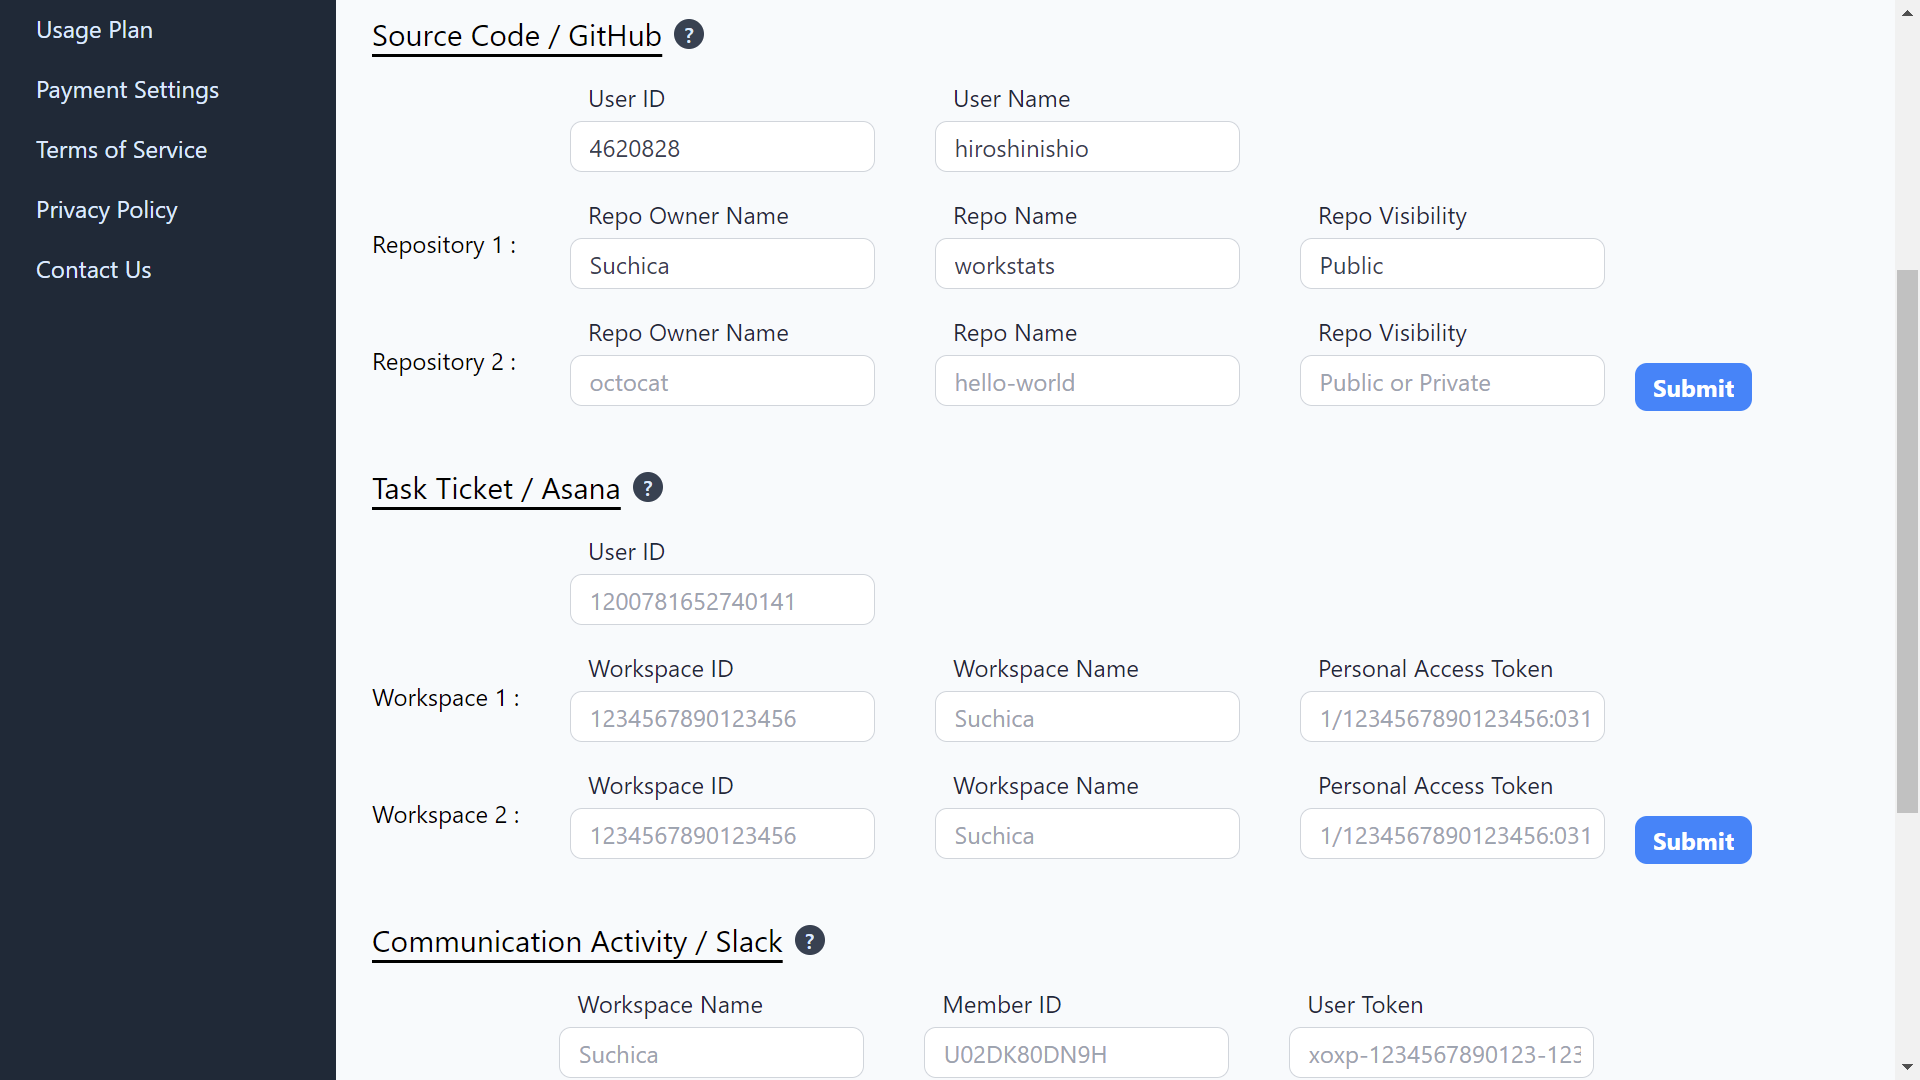 Usage Plan
Payment Settings
Terms of Service
Privacy Policy
Contact Us
Source Code / GitHub ?
User ID User Name
4620828 hiroshinishio
Repo Owner Name Repo Name Repo Visibility
Repository 1 :
Suchica workstats Public
Repo Owner Name Repo Name Repo Visibility
Repository 2 :
octocat hello-world Public or Private
Submit
Task Ticket / Asana ?
User ID
1200781652740141
Workspace ID Workspace Name Personal Access Token
Workspace 1 :
1234567890123456 Suchica 1/1234567890123456:031
Workspace ID Workspace Name Personal Access Token
Workspace 2 :
1234567890123456 Suchica 1/1234567890123456:031
Submit
Communication Activity / Slack ?
Workspace Name Member ID User Token
Suchica U02DK80DN9H xoxp-1234567890123-123